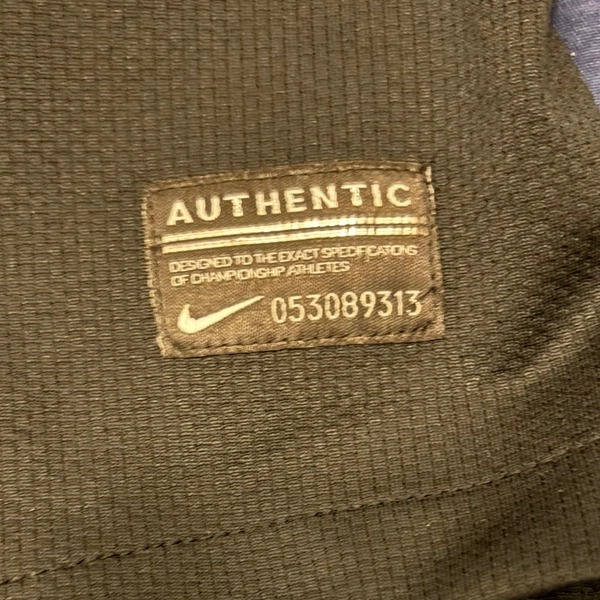 AUTHENTIC
DESIGNED TO THE EXACT SPECIFICATIONS
OF CHAMPIONSHIP ATHLETES
053089313